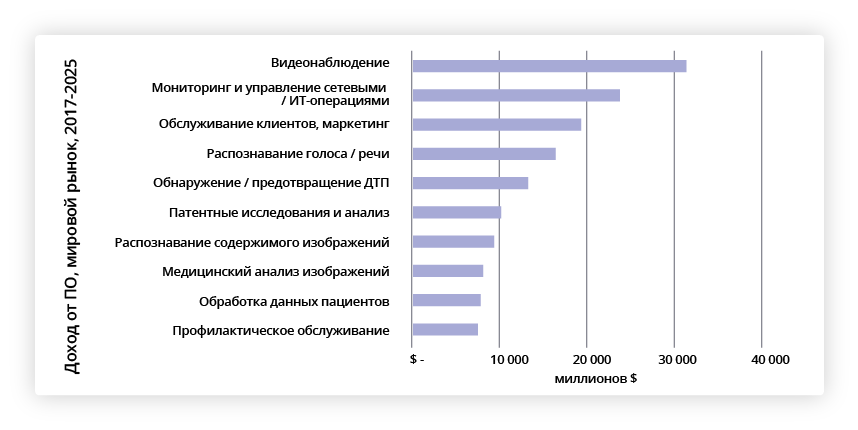 Доход от ПО, мировой рынок, 2017-2025
Видеонаблюдение
Мониторинг и управление сетевыми
/ ИТ-операциями
Обслуживание клиентов, маркетинг
Распознавание голоса / речи
Обнаружение / предотвращение ДТП
Патентные исследования и анализ
Распознавание содержимого изображений
Медицинский анализ изображений
Обработка данных пациентов
Профилактическое обслуживание
$ - 10 000 20 000 30 000 40 000
миллионов $